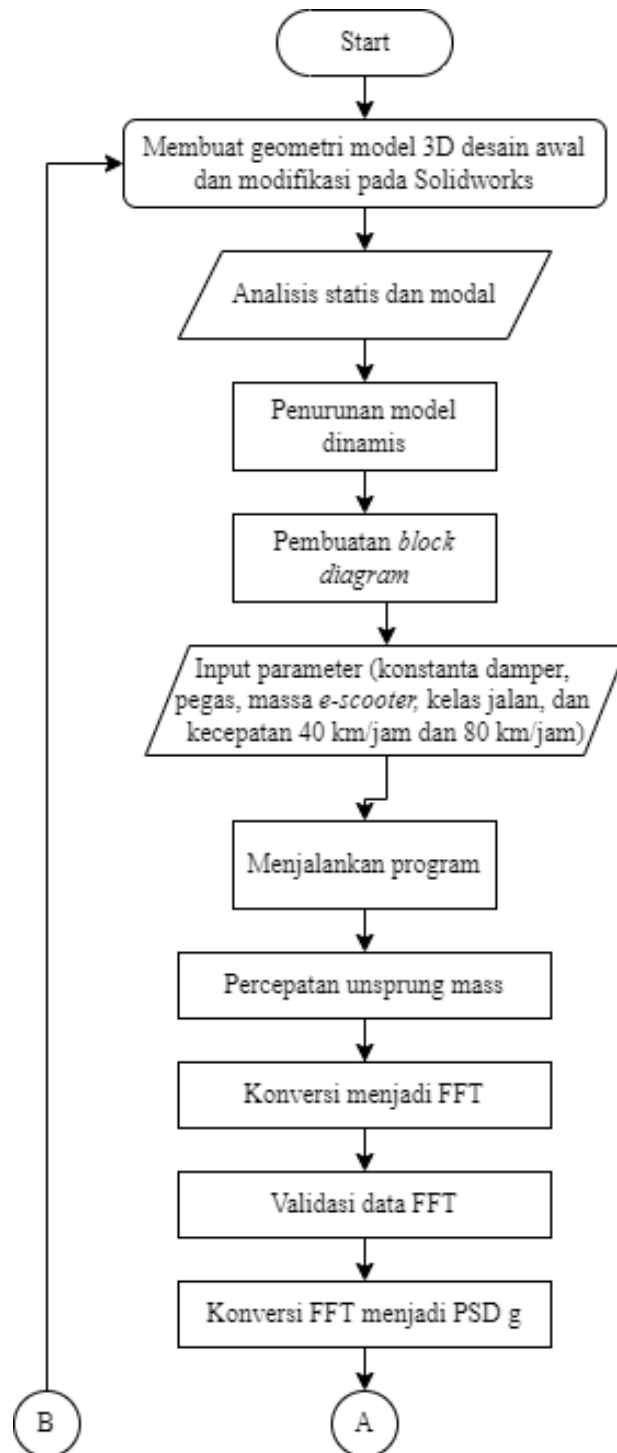 Start
Membuat geometri model 3D desain awal
dan modifikasi pada Solidworks
Analisis statis dan modal
Penurunan model
dinamis
Pembuatan block
diagram
Input parameter (konstanta damper,
pegas, massa e-scooter, kelas jalan, dan
kecepatan 40 km/jam dan 80 km/jam)
Menjalankan program
Percepatan unsprung mass
Konversi menjadi FFT
Validasi data FFT
Konversi FFT menjadi PSD g
B
A